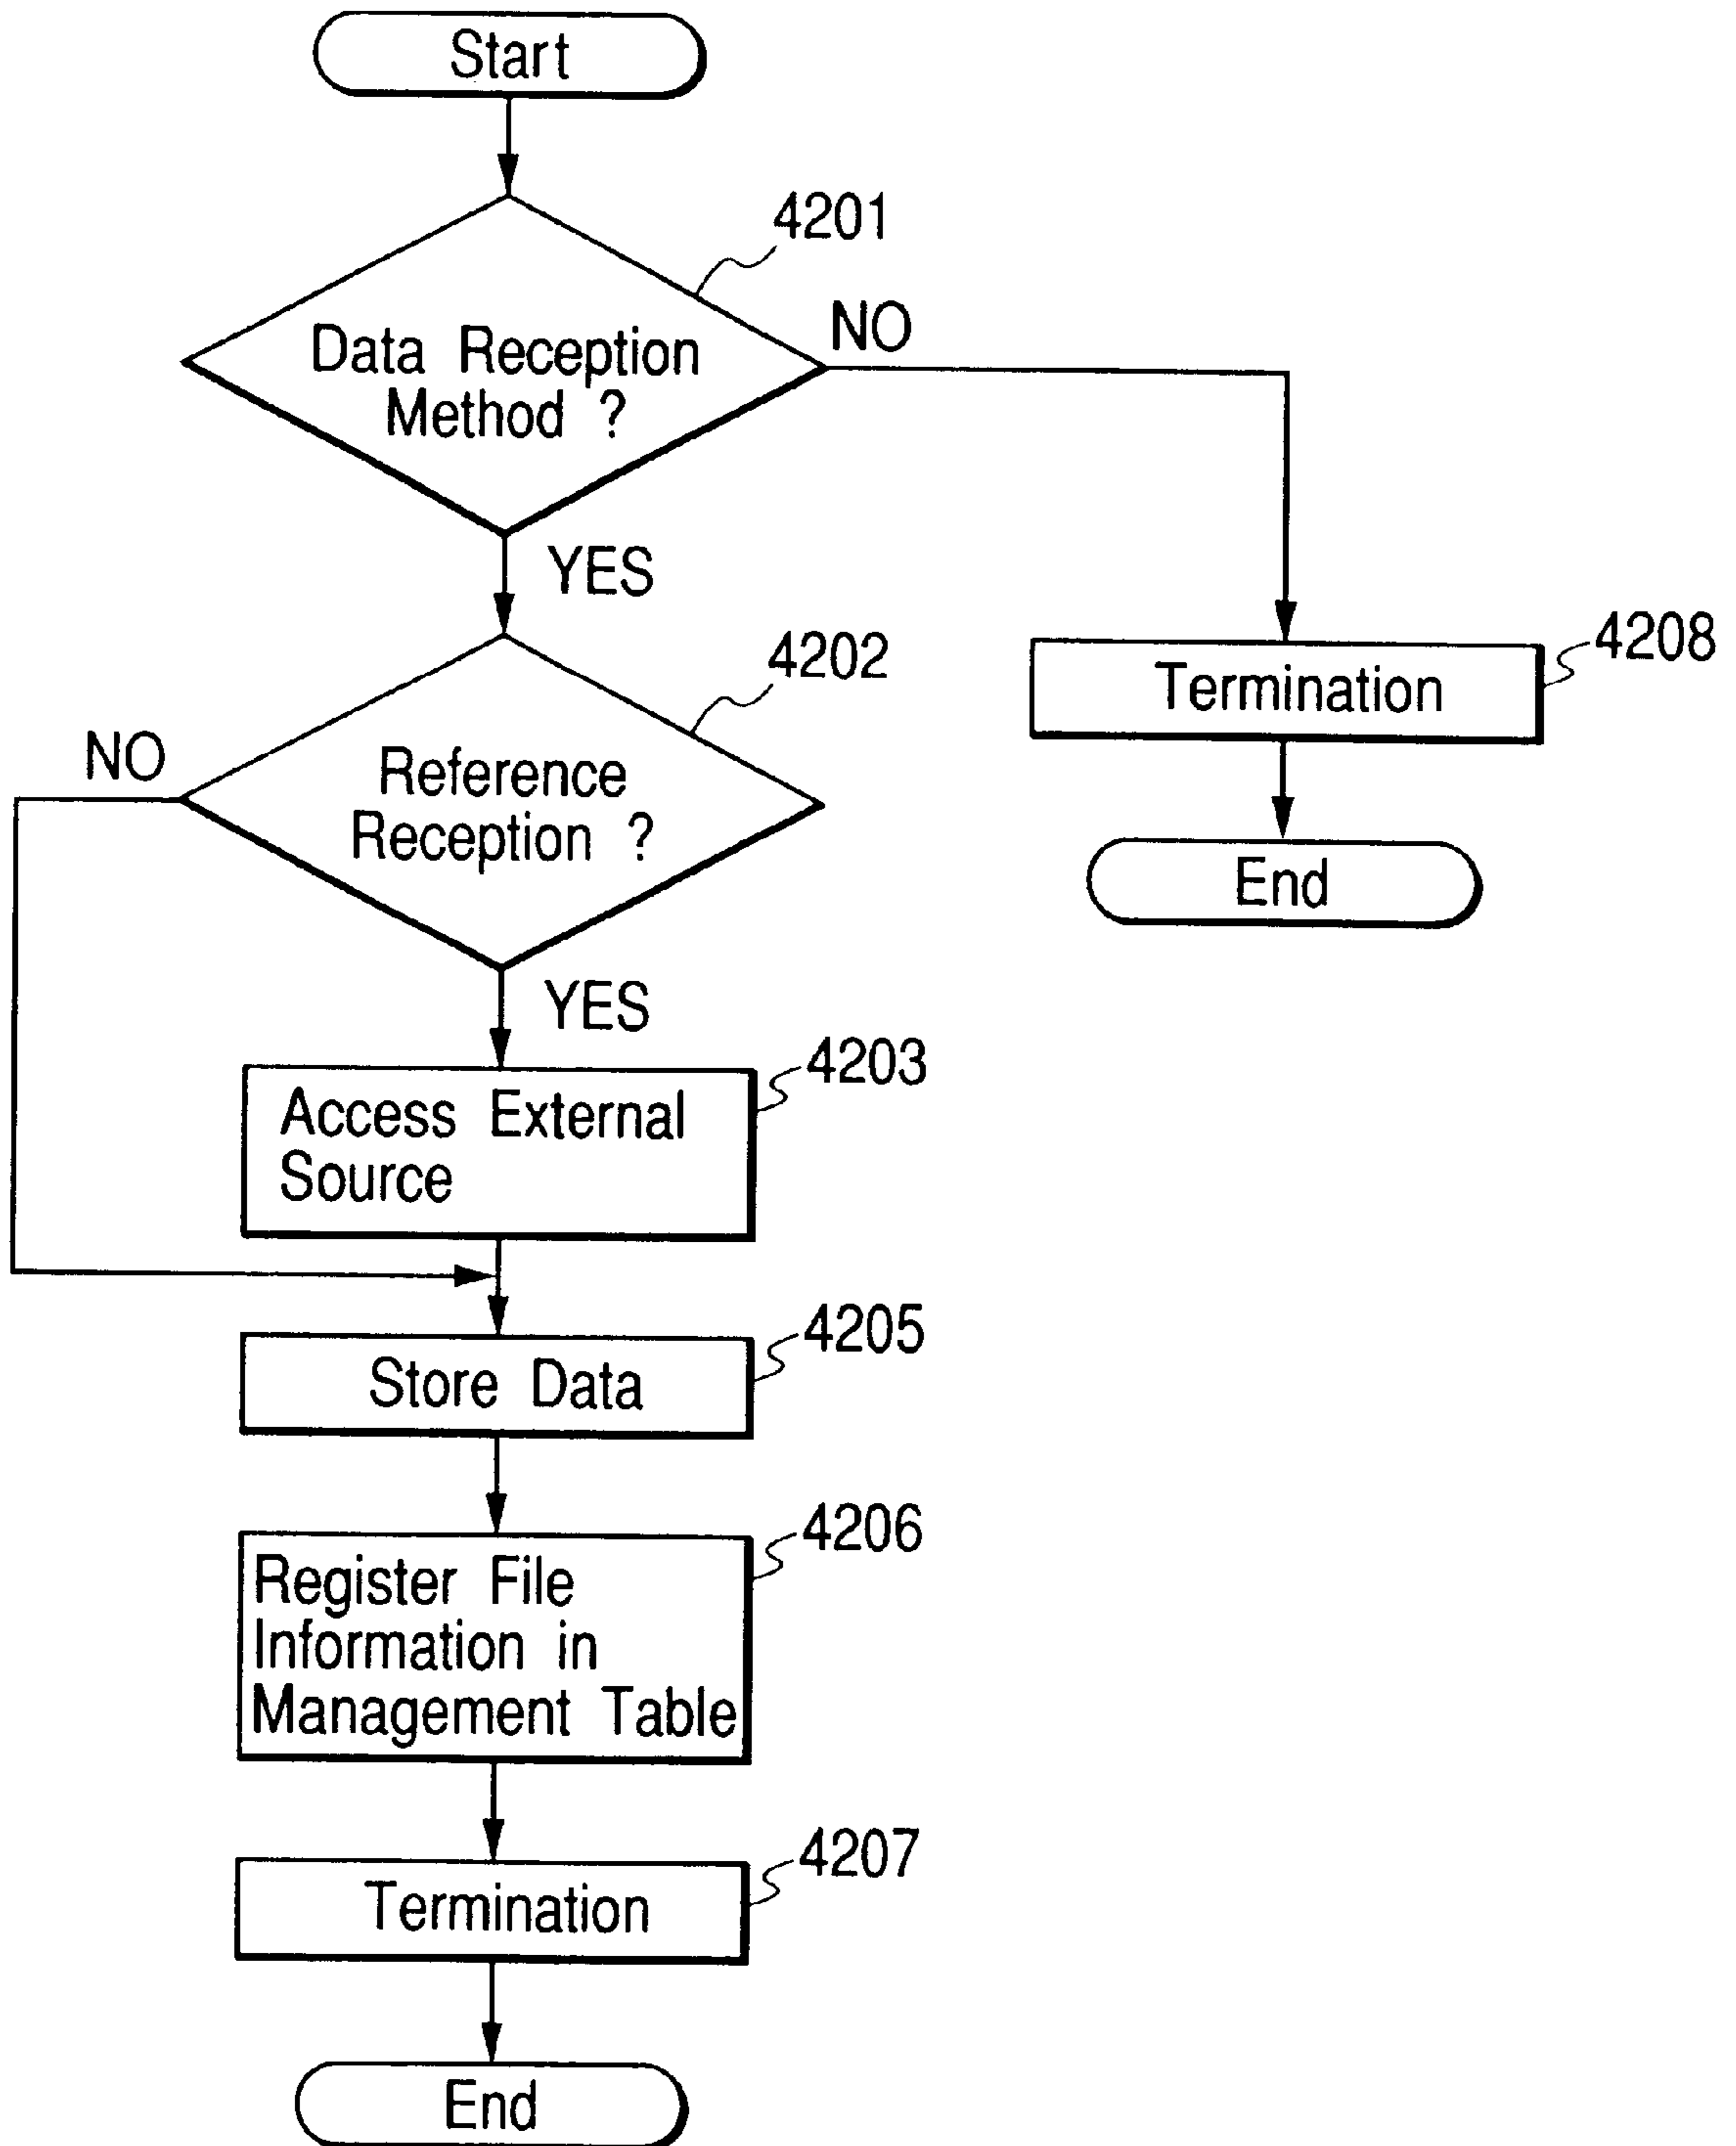 Start
4201
Data Reception
Method ?
NO
YES
4202
Reference
Reception ?
NO
YES
4208
Termination
End
4203
Access External
Source
4205
Store Data
4206
Register File
Information in
Management Table
4207
Termination
End